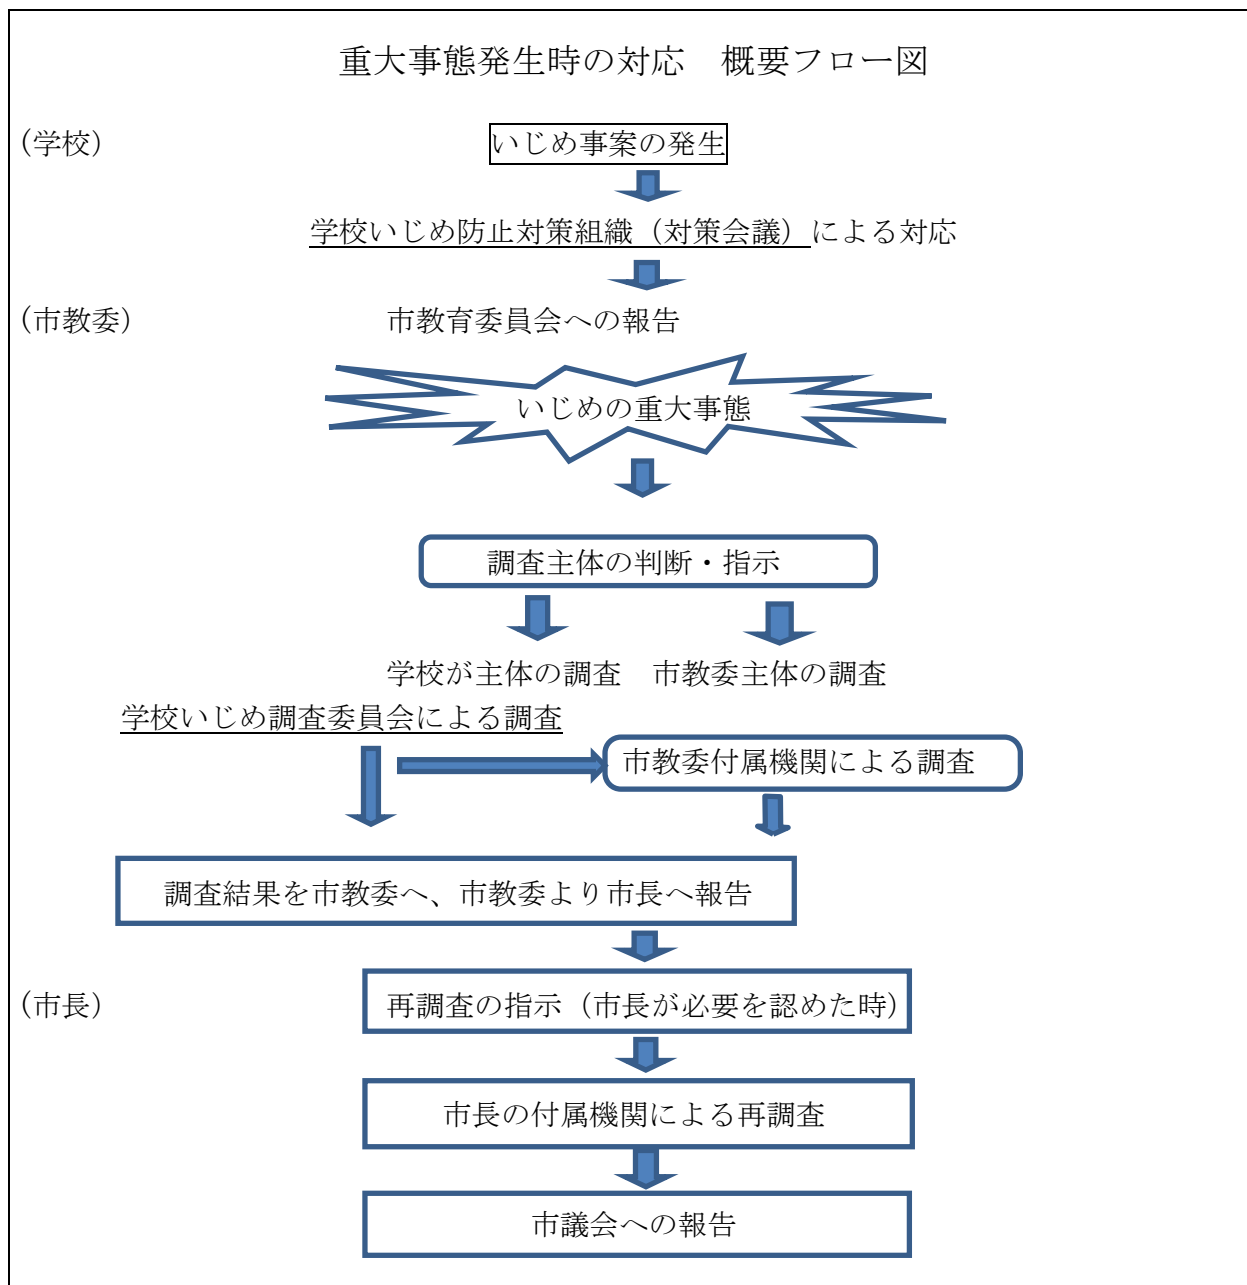 重大事態発生時の対応　概要フロー図
（学校）　いじめ事案の発生
学校いじめ防止対策組織（対策会議）による対応
（市教委）　市教育委員会への報告
いじめの重大事態
調査主体の判断・指示
学校が主体の調査　市教委主体の調査
学校いじめ調査委員会による調査
市教委付属機関による調査
調査結果を市教委へ、市教委より市長へ報告
（市長）　再調査の指示（市長が必要を認めた時）
市長の付属機関による再調査
市議会への報告